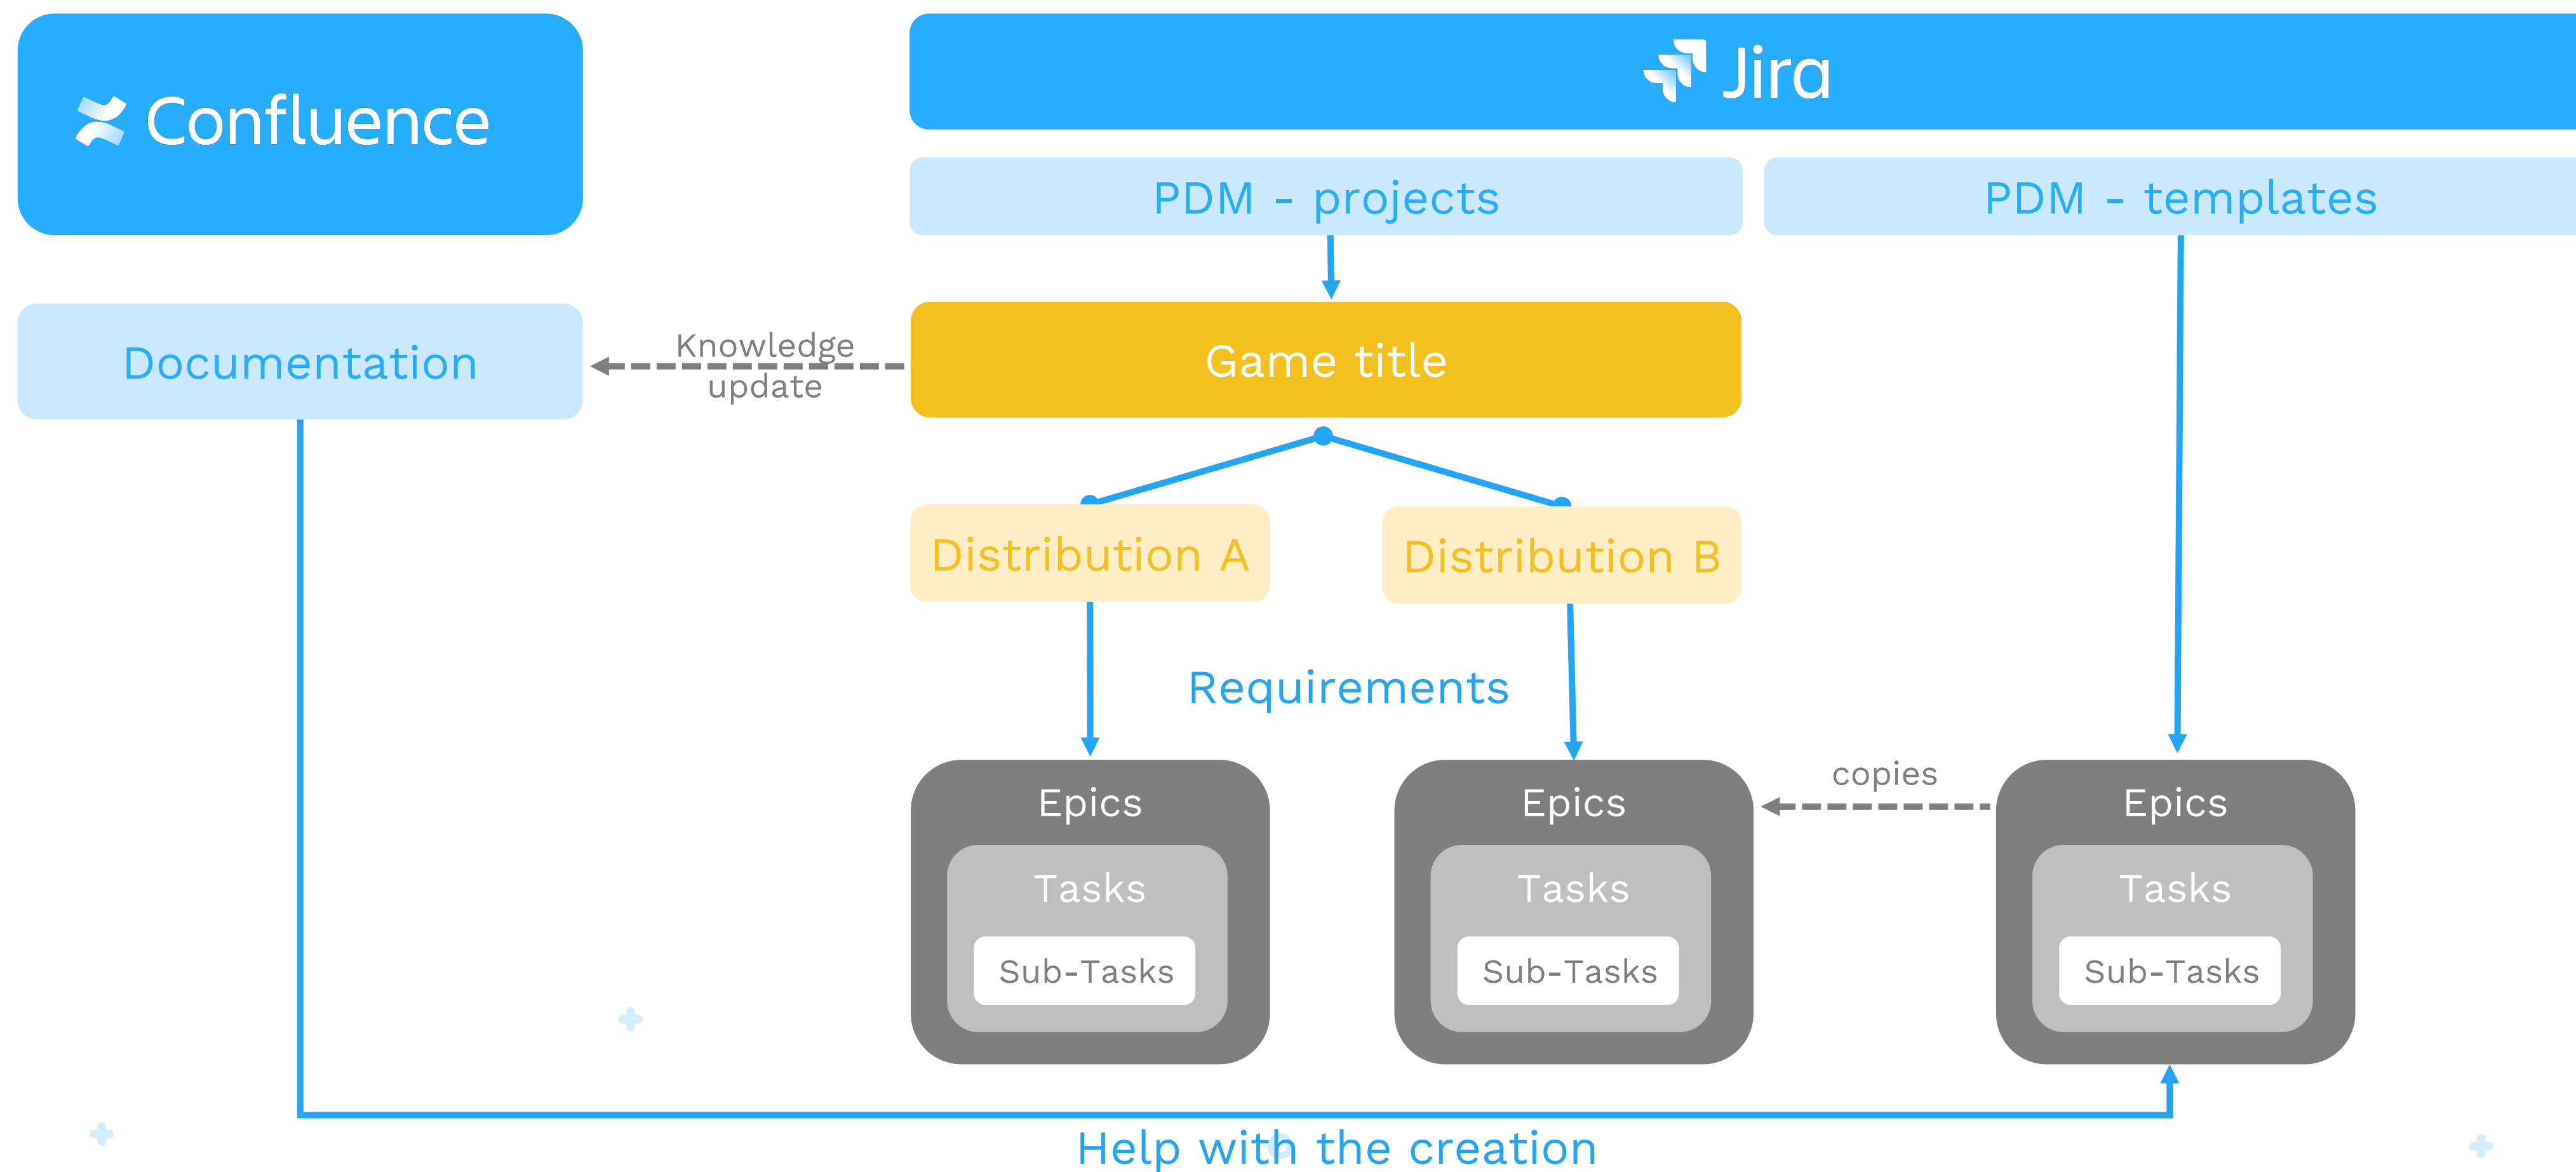 Confluence
Jira
PDM - projects
PDM - templates
Documentation
Knowledge
update
Game title
Distribution A
Distribution B
Requirements
copies
Epics
Tasks
Sub-Tasks
Epics
Tasks
Sub-Tasks
Epics
Tasks
Sub-Tasks
Help with the creation